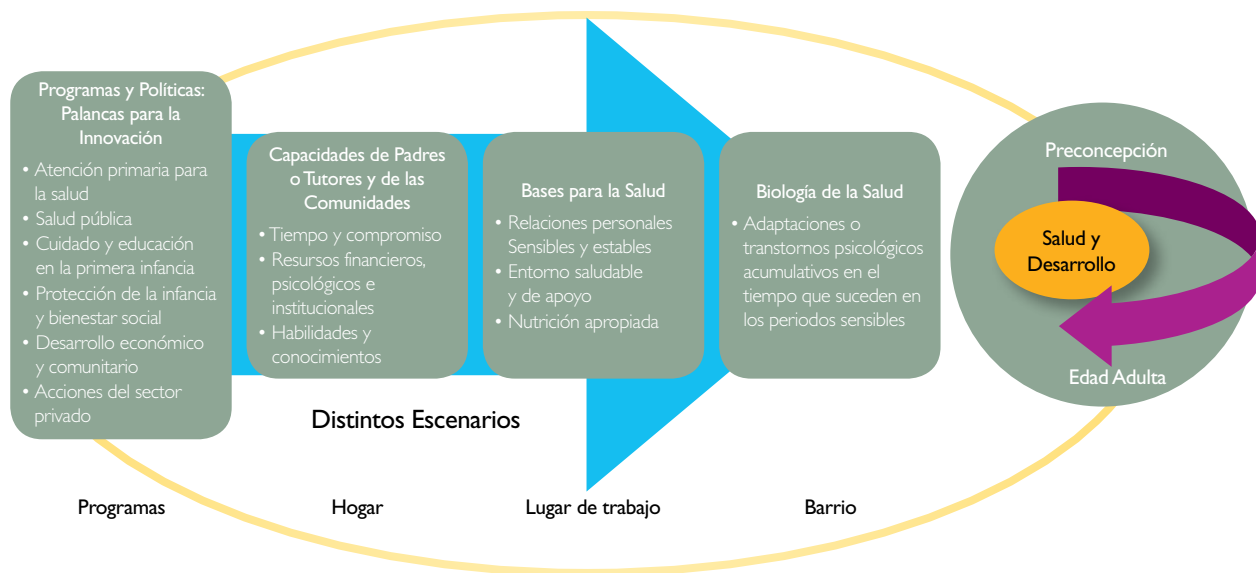 Programas y Políticas:
Palancas para la
Innovación
• Atención primaria para
la salud
• Salud pública
• Cuidado y educación
en la primera infancia
• Protección de la infancia
y bienestar social
• Desarrollo económico
y comunitario
• Acciones del sector
privado
Capacidades de Padres
o Tutores y de las
Comunidades
• Tiempo y compromiso
• Resursos financieros,
psicológicos e
institucionales
• Habilidades y
conocimientos
Bases para la Salud
• Relaciones personales
Sensibles y estables
• Entorno saludable
y de apoyo
• Nutrición apropiada
Biología de la Salud
• Adaptaciones o
transtornos psicológicos
acumulativos en el
tiempo que suceden en
los periodos sensibles
Preconcepción
Salud y
Desarrollo
Edad Adulta
Distintos Escenarios
Programas
Hogar
Lugar de trabajo
Barrio